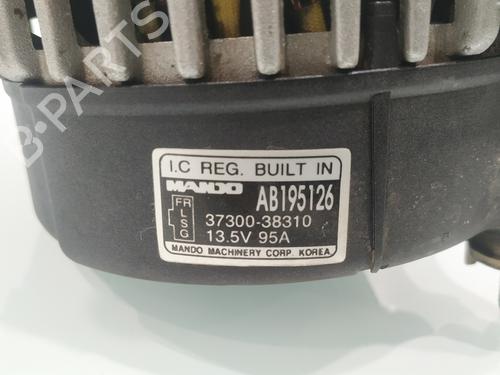 I.C REG. BUILT IN
MANDO AB195126
FR
L
S
G
37300-38310
13.5V 95A
MANDO MACHINERY CORP. KOREA
B-PARTS